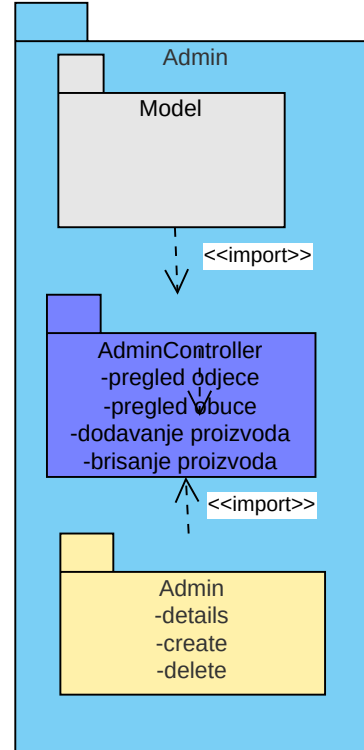 Admin
Model
<<import>>
AdminController
-pregled odjece
-pregled obuce
-dodavanje proizvoda
-brisanje proizvoda
<<import>>
Admin
-details
-create
-delete